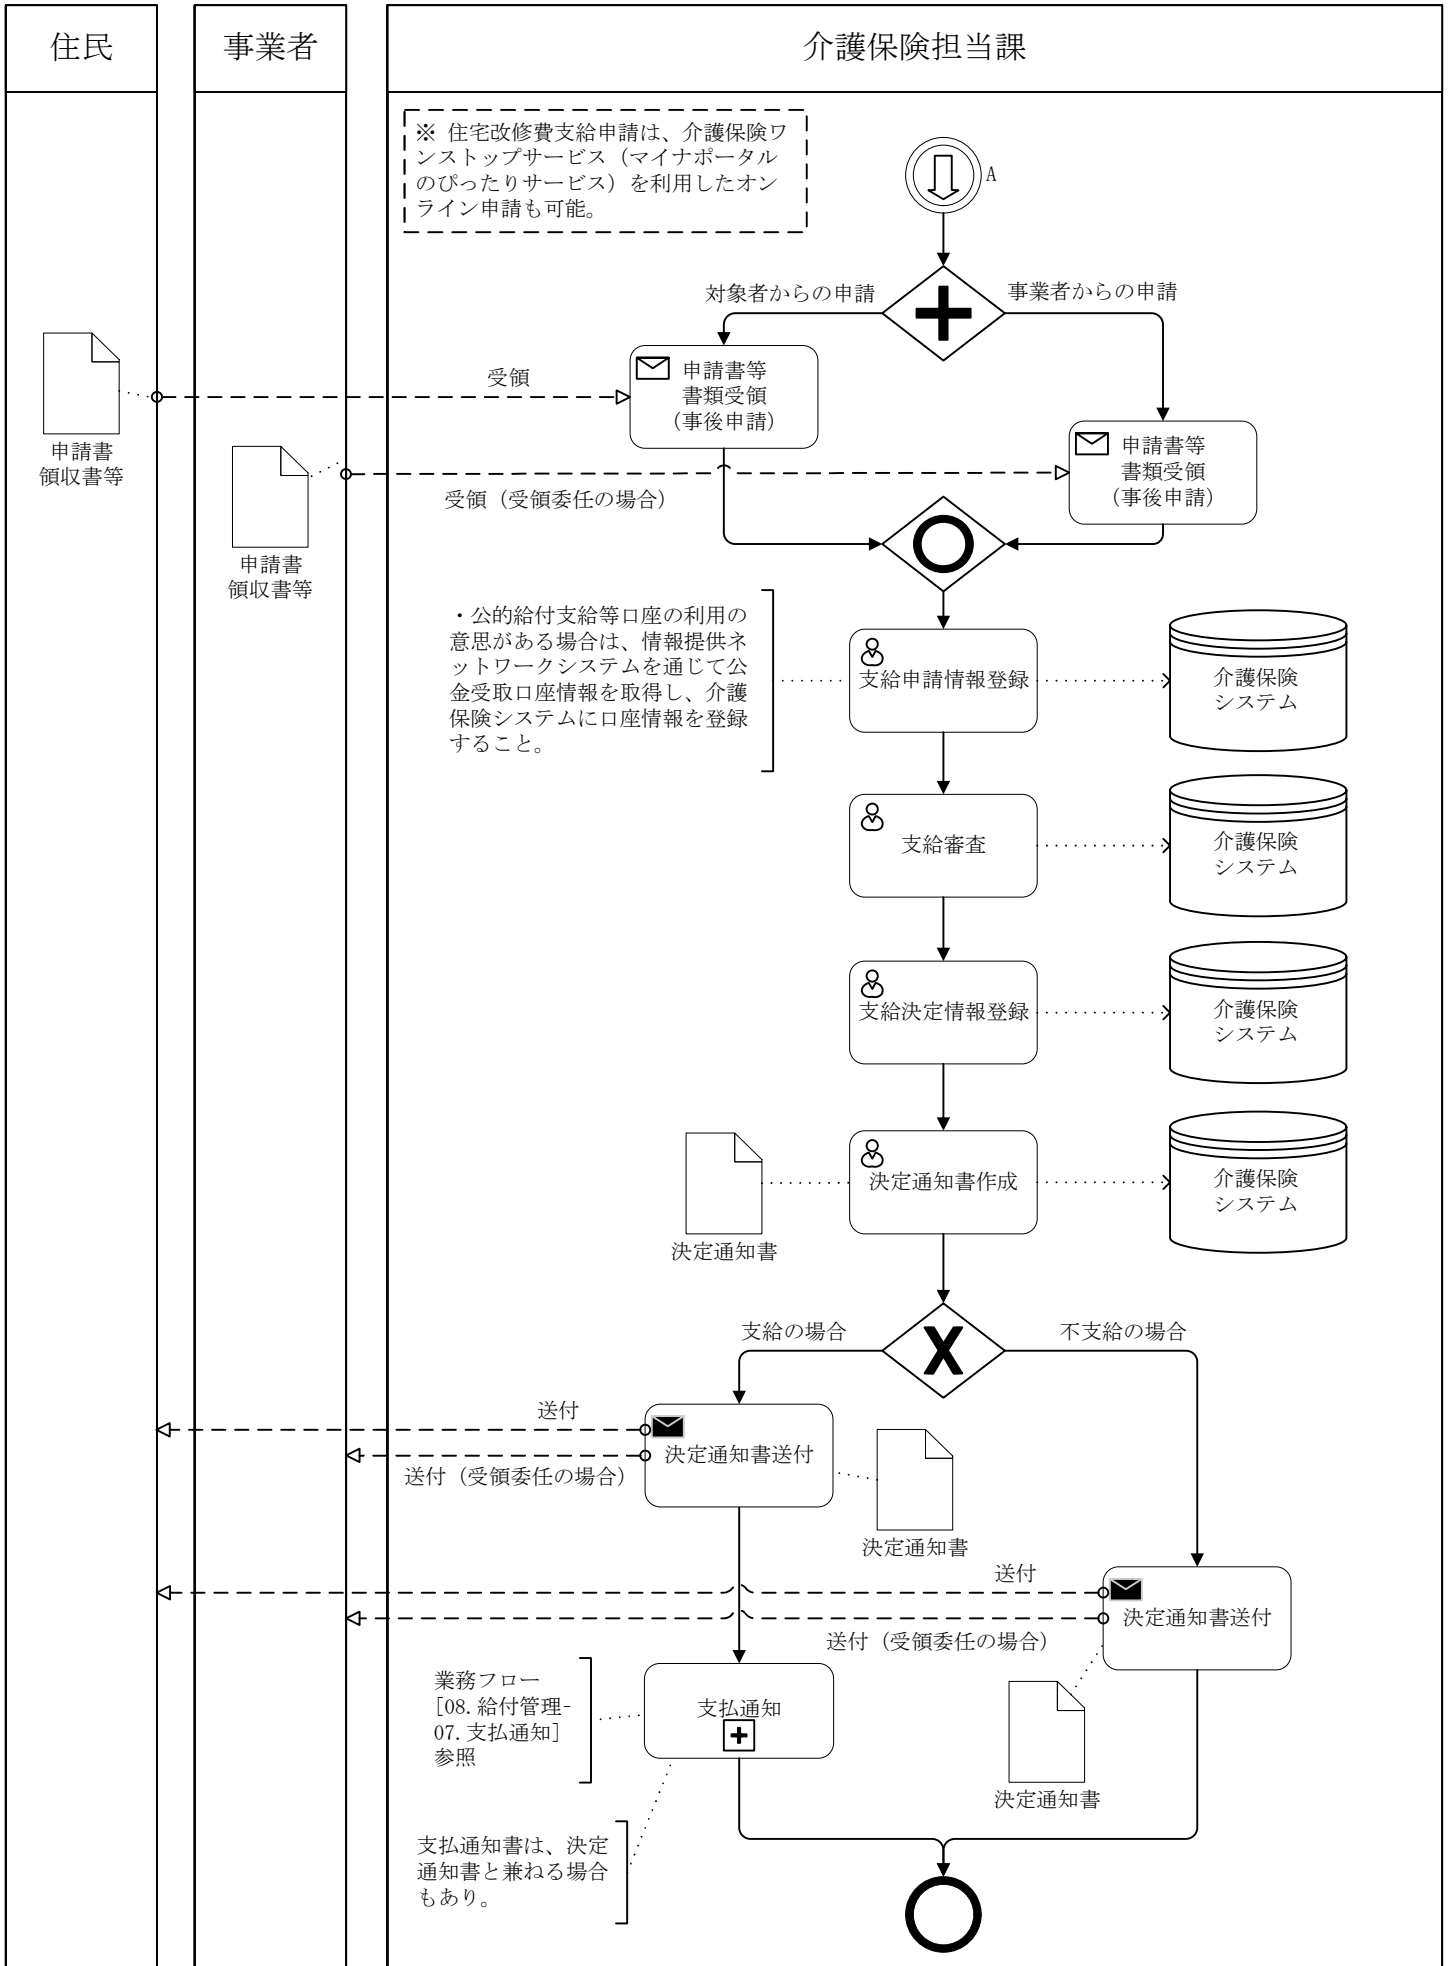 住民
事業者
介護保険担当課
※ 住宅改修費支給申請は、介護保険ワ
ンストップサービス（マイナポータル
のぴったりサービス）を利用したオン
ライン申請も可能。
A
対象者からの申請
事業者からの申請
申請書等
書類受領
（事後申請）
受領
申請書
領収書等
申請書等
書類受領
（事後申請）
受領（受領委任の場合）
申請書
領収書等
・公的給付支給等口座の利用の
意思がある場合は、情報提供ネ
ットワークシステムを通じて公
金受取口座情報を取得し、介護
保険システムに口座情報を登録
すること。
支給申請情報登録
介護保険
システム
支給審査
介護保険
システム
支給決定情報登録
介護保険
システム
決定通知書作成
介護保険
システム
決定通知書
支給の場合
不支給の場合
送付
決定通知書送付
送付（受領委任の場合）
決定通知書
送付
決定通知書送付
送付（受領委任の場合）
業務フロー
[08.給付管理-
07.支払通知]
参照
支払通知
決定通知書
支払通知書は、決定
通知書と兼ねる場合
もあり。